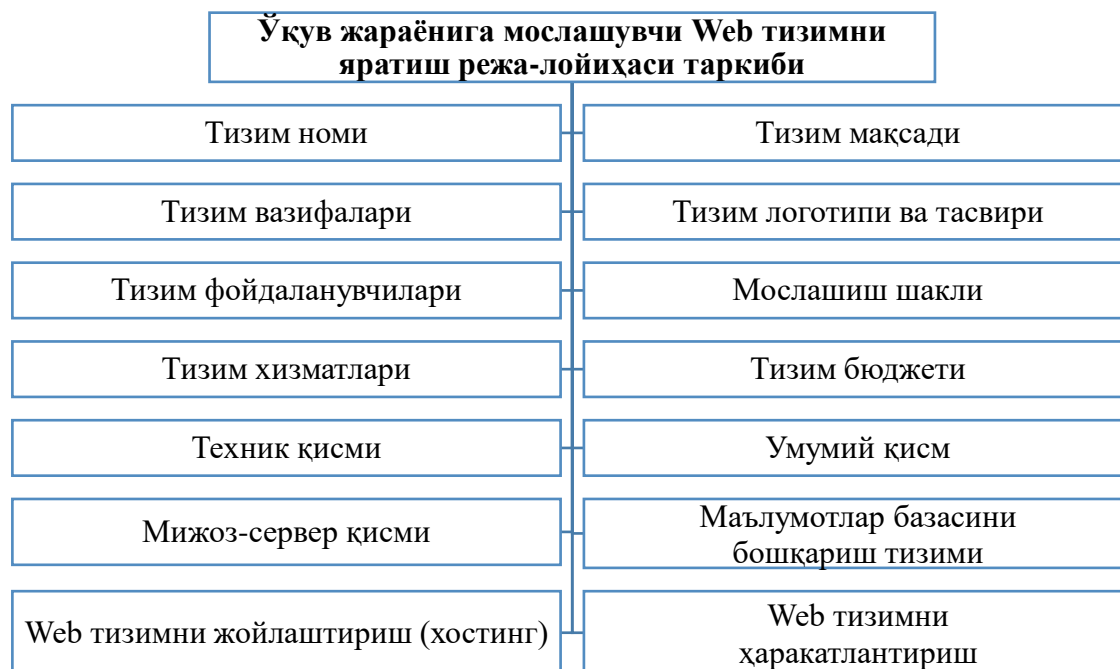 Ўқув жараёнига мослашувчи Web тизимни
яратиш режа-лойиҳаси таркиби
Тизим номи
Тизим мақсади
Тизим вазифалари
Тизим логотипи ва тасвири
Тизим фойдаланувчилари
Мослашиш шакли
Тизим хизматлари
Тизим бюджети
Техник қисми
Умумий қисм
Мижоз-сервер қисми
Маълумотлар базасини
бошқариш тизими
Web тизимни жойлаштириш (хостинг)
Web тизимни
ҳаракатлантириш